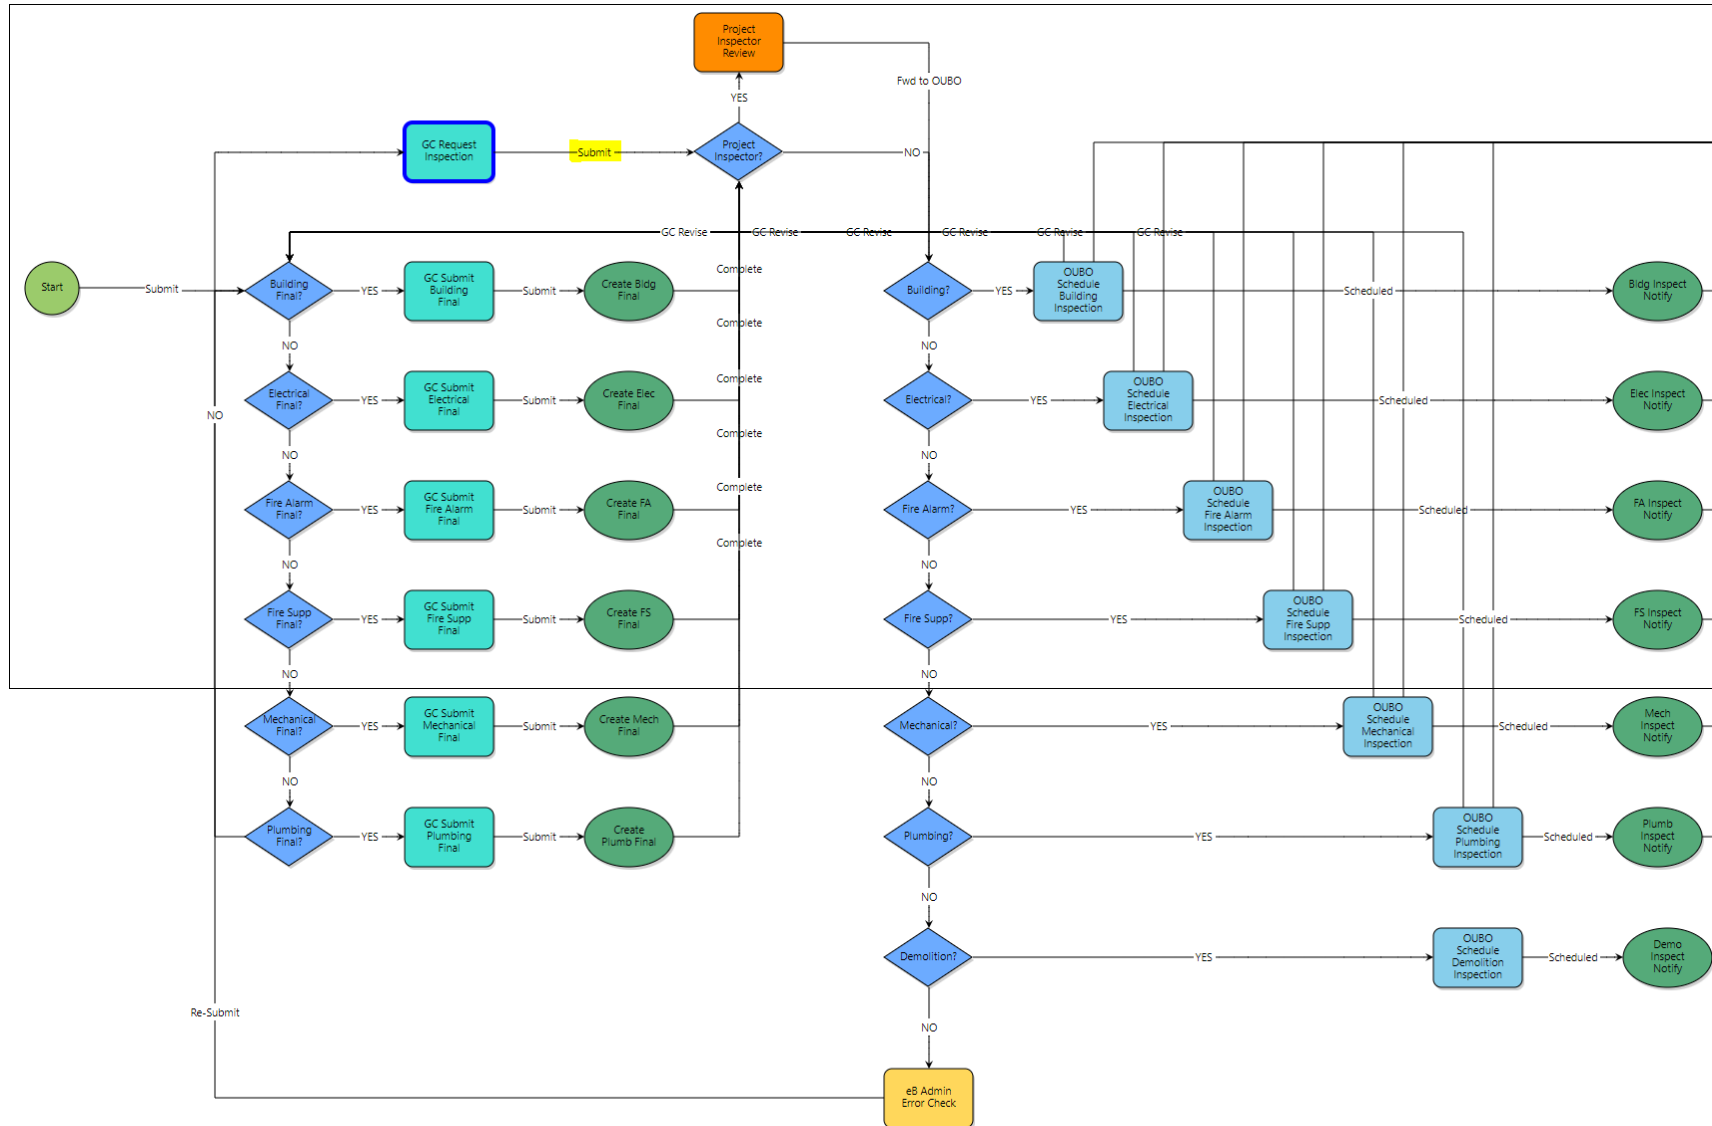 Project
Inspector
Review
Fwd to OUBO
YES
GC Request
Inspection
Submit
Project
Inspector?
NO
GC Revise
GC Revise
GC Revise
GC Revise
GC Revise
GC Revise
Start
Submit
Building
Final?
YES
GC Submit
Building
Final
Submit
Create Bldg
Final
Complete
Building?
YES
OUBO
Schedule
Building
Inspection
Scheduled
Bldg Inspect
Notify
NO
Complete
NO
Electrical
Final?
YES
GC Submit
Electrical
Final
Submit
Create Elec
Final
Complete
Electrical?
YES
OUBO
Schedule
Electrical
Inspection
Scheduled
Elec Inspect
Notify
NO
NO
Complete
NO
Fire Alarm
Final?
YES
GC Submit
Fire Alarm
Final
Submit
Create FA
Final
Complete
Fire Alarm?
YES
OUBO
Schedule
Fire Alarm
Inspection
Scheduled
FA Inspect
Notify
NO
Complete
NO
Fire Supp
Final?
YES
GC Submit
Fire Supp
Final
Submit
Create FS
Final
Fire Supp?
YES
OUBO
Schedule
Fire Supp
Inspection
Scheduled
FS Inspect
Notify
NO
NO
Mechanical
Final?
YES
GC Submit
Mechanical
Final
Submit
Create Mech
Final
Mechanical?
YES
OUBO
Schedule
Mechanical
Inspection
Scheduled
Mech
Inspect
Notify
NO
NO
Plumbing
Final?
YES
GC Submit
Plumbing
Final
Submit
Create
Plumb Final
Plumbing?
YES
OUBO
Schedule
Plumbing
Inspection
Scheduled
Plumb
Inspect
Notify
NO
Demolition?
YES
OUBO
Schedule
Demolition
Inspection
Scheduled
Demo
Inspect
Notify
Re-Submit
NO
eB Admin
Error Check